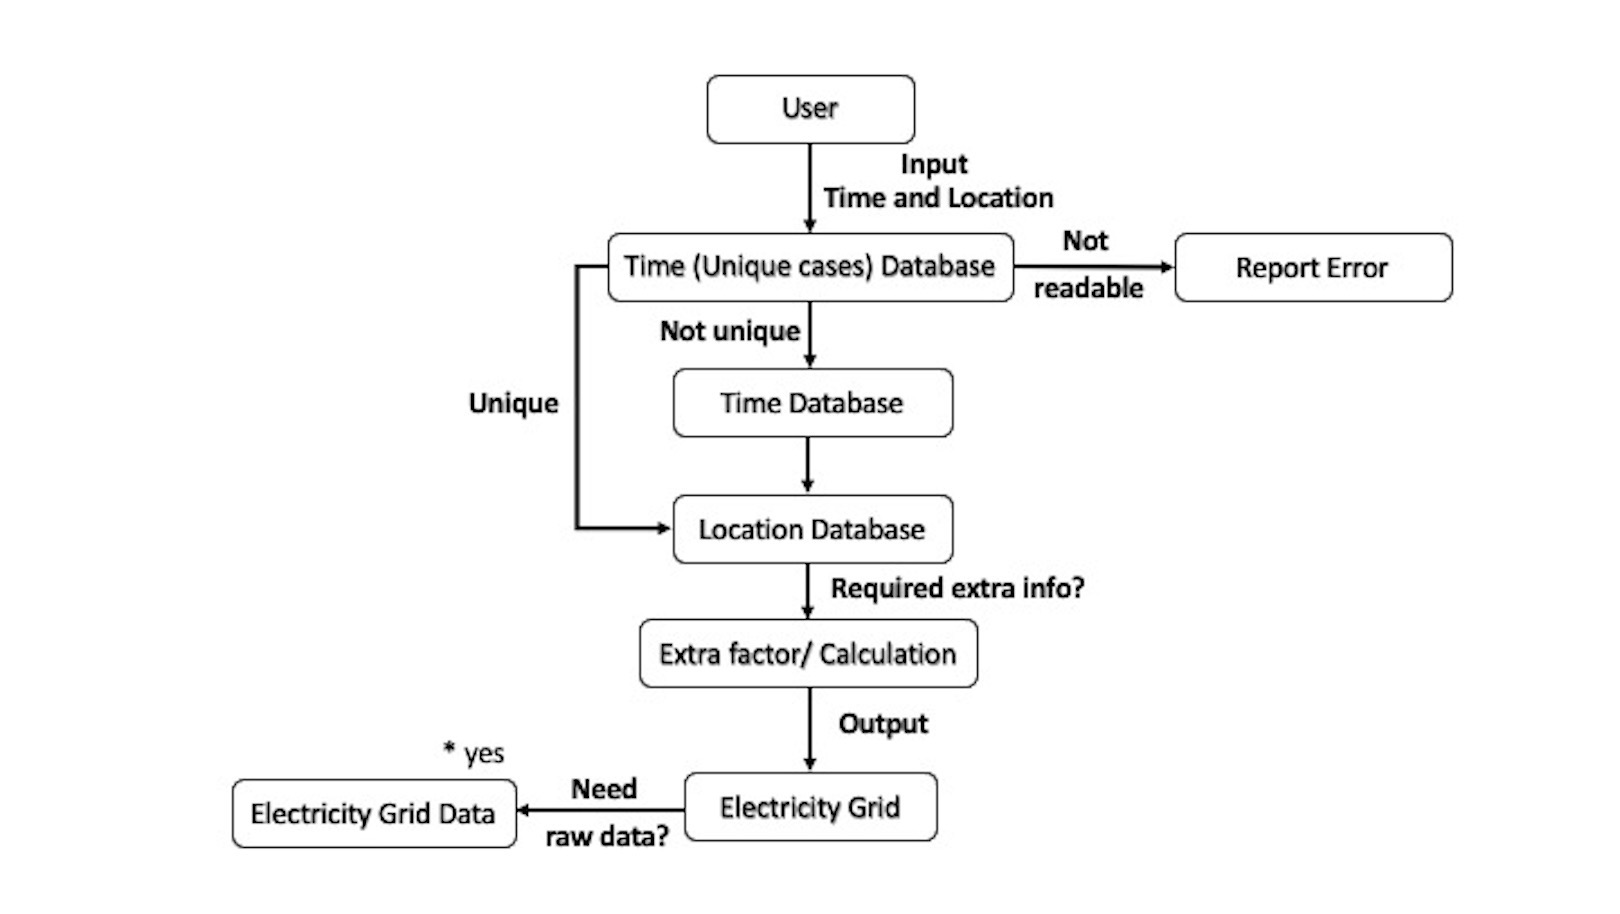 User
Input
Time and Location
Time (Unique cases) Database
Not
readable
Report Error
Not unique
Unique
Time Database
Location Database
Required extra info?
Extra factor/ Calculation
Output
* yes
Electricity Grid Data
Need
raw data?
Electricity Grid